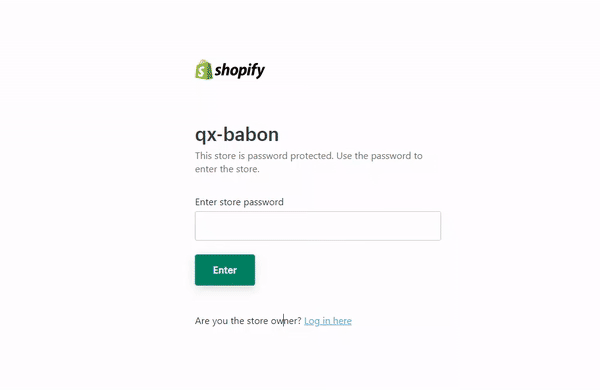 shopify
qx-babon
This store is password protected. Use the password to
enter the store.
Enter store password
Enter
Are you the store owner? Log in here